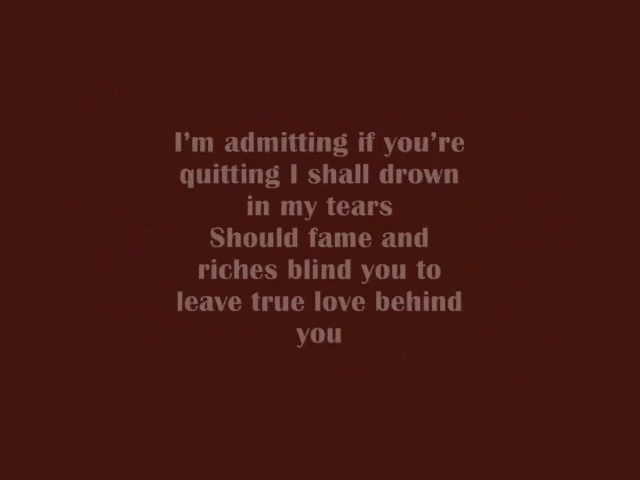 I’m admitting if you’re
quitting I shall drown
in my tears
Should fame and
riches blind you to
leave true love behind
you